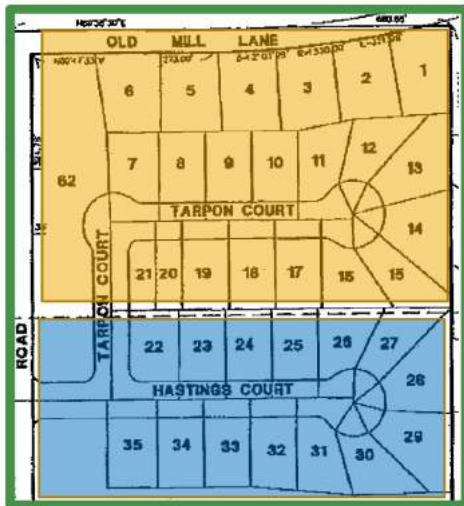 OLD MILL LANE
6 5 4 3 2 1
7 8 9 10 11 12 13
62
TARPON COURT
14
21 20 19 18 17 16 15
TARPON COURT
ROAD
22 23 24 25 26 27
28
HASTINGS COURT
35 34 33 32 31 30 29